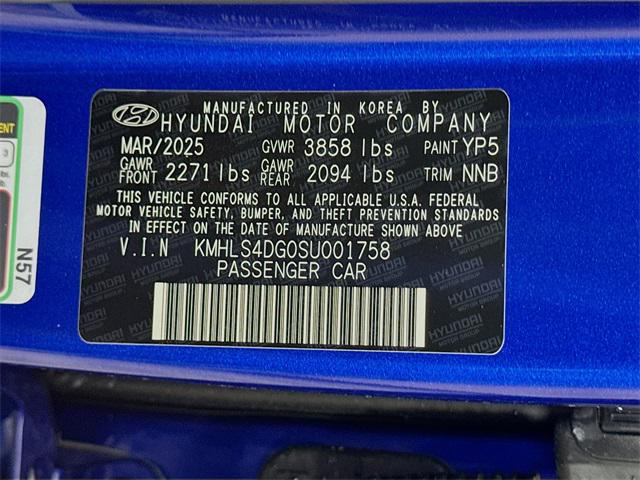 MANUFACTURED IN KOREA BY
HYUNDAI MOTOR COMPANY
MAR/2025 GVWR 3858 lbs PAINT YP5
GAWR FRONT 2271 lbs GAWR REAR 2094 lbs TRIM NNB
THIS VEHICLE CONFORMS TO ALL APPLICABLE U.S.A. FEDERAL
MOTOR VEHICLE SAFETY, BUMPER, AND THEFT PREVENTION STANDARDS
IN EFFECT ON THE DATE OF MANUFACTURE SHOWN ABOVE
V.I.N KMHLS4DG0SU001758
PASSENGER CAR
N57